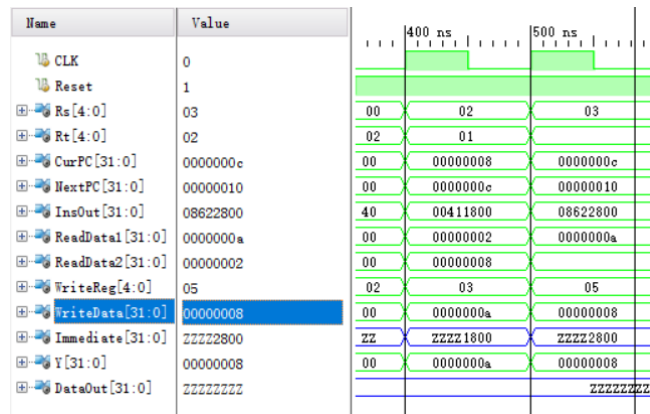 Name Value 400 ns 500 ns
CLK 0
Reset 1
Rs[4:0] 03 00 02 03
Rt[4:0] 02 02 01
CurPC[31:0] 0000000c 00 00000008 0000000c
NextPC[31:0] 00000010 00 0000000c 00000010
InsOut[31:0] 08622800 40 00411800 08622800
ReadData1[31:0] 0000000a 00 00000002 0000000a
ReadData2[31:0] 00000002 00 00000008
WriteReg[4:0] 05 02 03 05
WriteData[31:0] 00000008 00 0000000a 00000008
Immediate[31:0] ZZZZ2800 ZZ ZZZZ1800 ZZZZ2800
Y[31:0] 00000008 00 0000000a 00000008
DataOut[31:0] ZZZZZZZZ ZZZZZZZZ